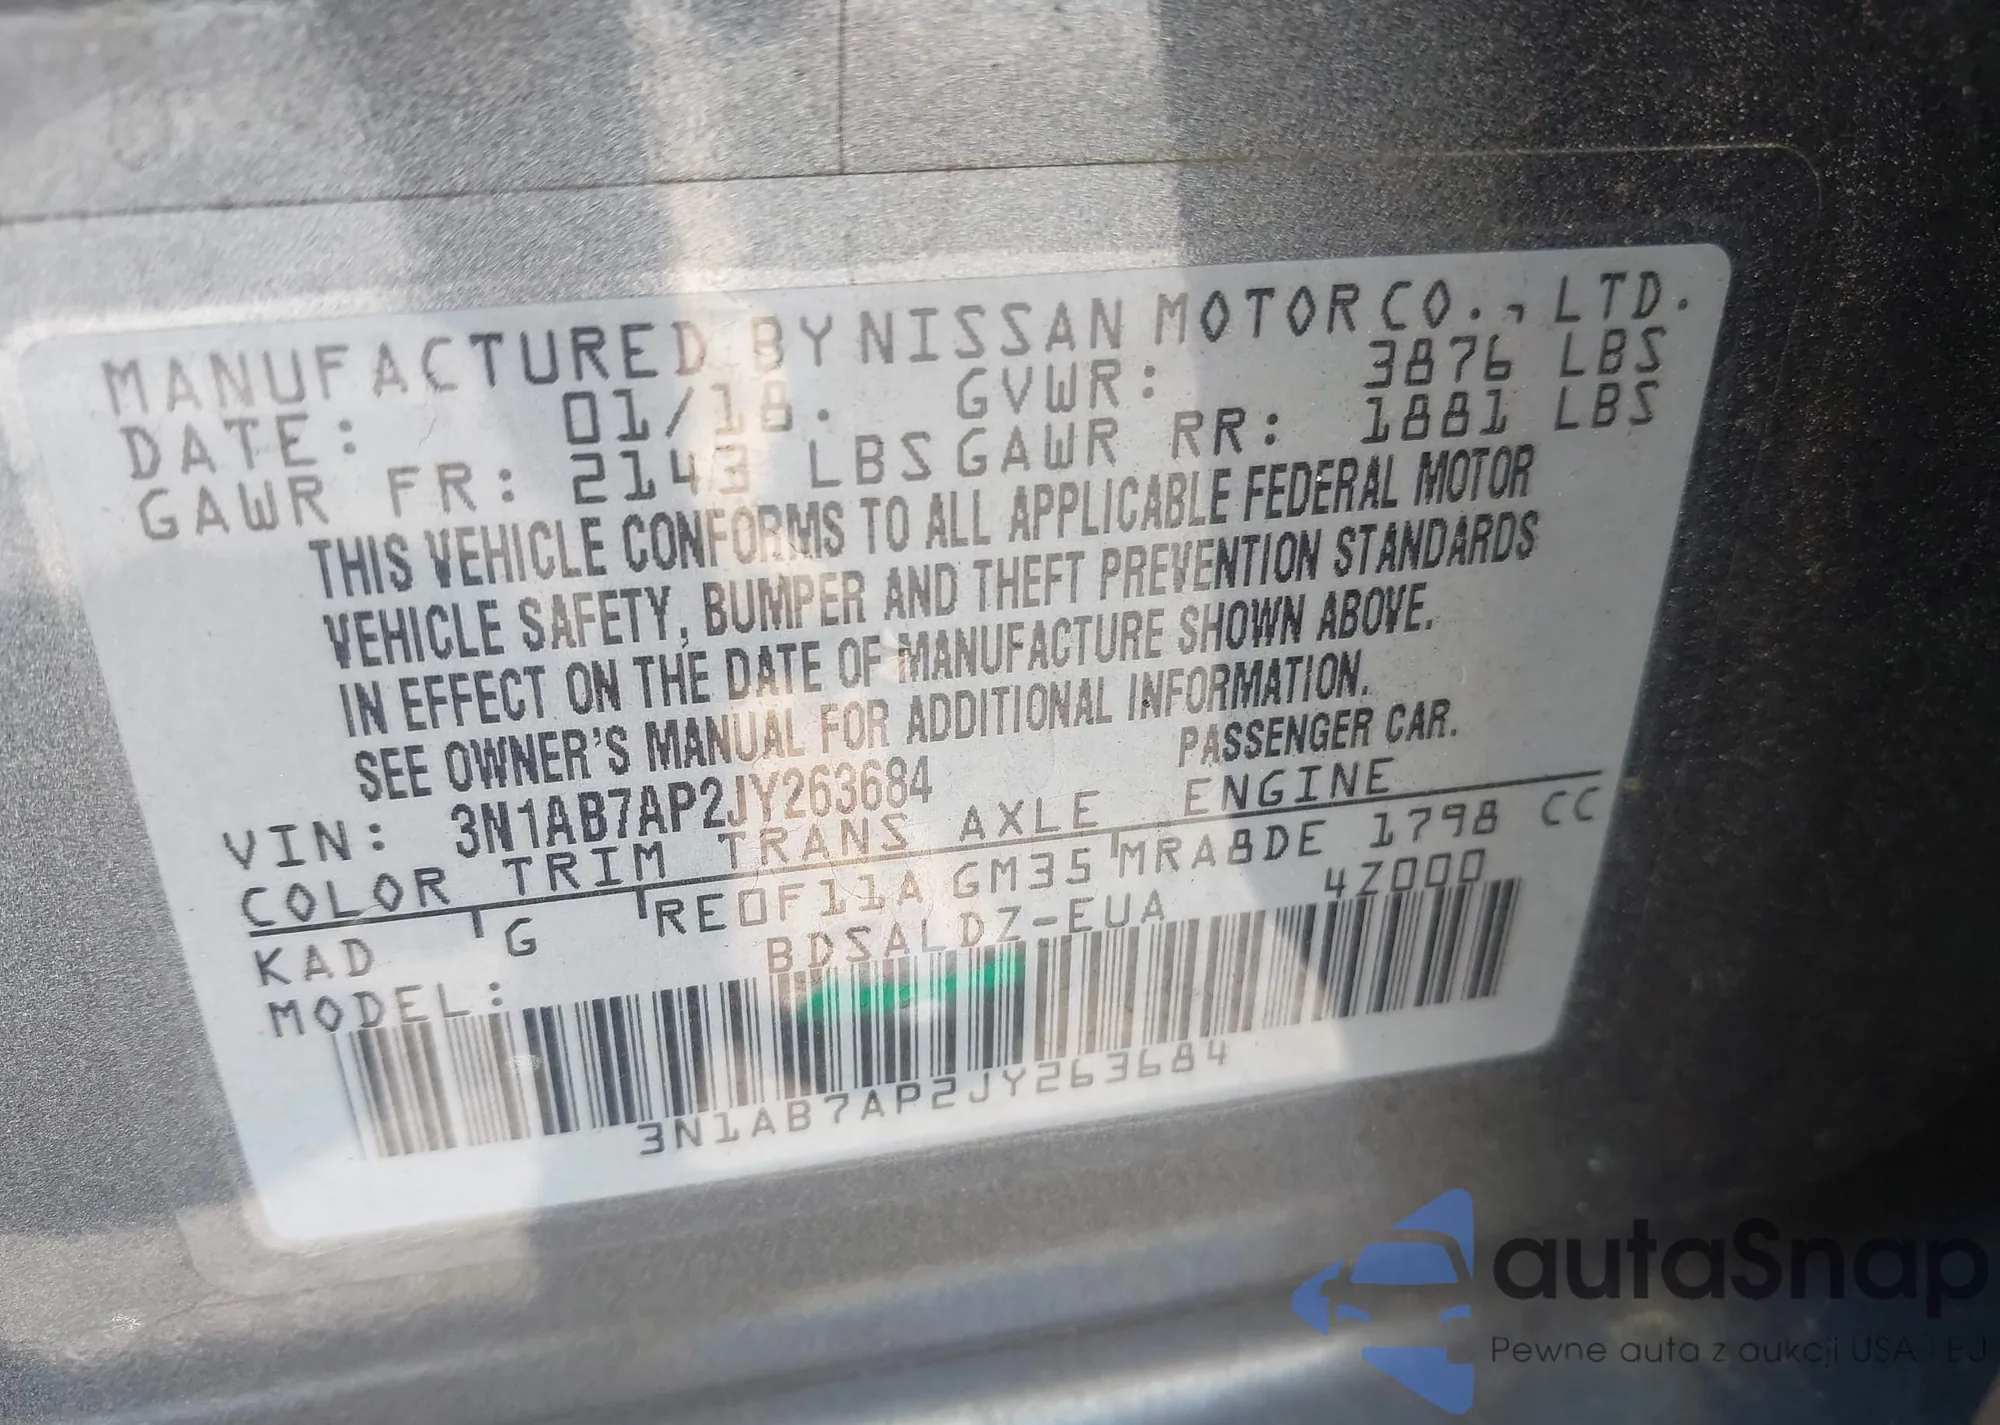 MANUFACTURED BY NISSAN MOTOR CO., LTD.
DATE: 01/18. GVWR: 3876 LBS
GAWR FR: 2143 LBS GAWR RR: 1881 LBS
THIS VEHICLE CONFORMS TO ALL APPLICABLE FEDERAL MOTOR
VEHICLE SAFETY, BUMPER AND THEFT PREVENTION STANDARDS
IN EFFECT ON THE DATE OF MANUFACTURE SHOWN ABOVE.
SEE OWNER'S MANUAL FOR ADDITIONAL INFORMATION.
VIN: 3N1AB7AP2JY263684 PASSENGER CAR.
COLOR TRIM TRANS AXLE ENGINE
KAD G RE0F11A GM35 MRA8DE 1798 CC
MODEL: BDSALDZ-EUA 4Z000
3N1AB7AP2JY263684
autaSnap
Pewne auta z aukcji USA i EJ